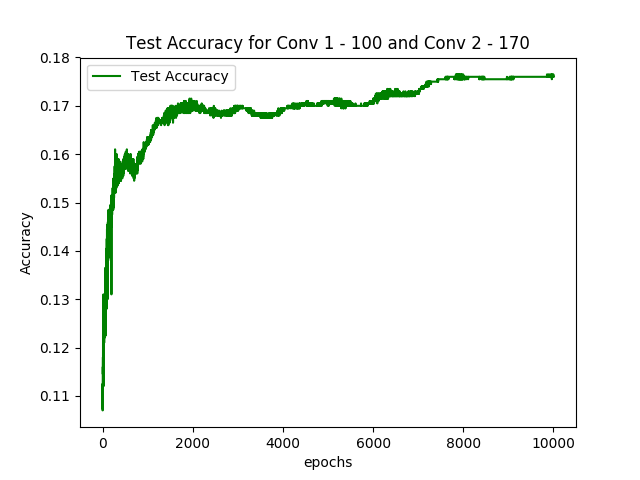 Test Accuracy for Conv 1 - 100 and Conv 2 - 170
Test Accuracy
0.18
0.17
0.16
0.15
0.14
0.13
0.12
0.11
Accuracy
0 2000 4000 6000 8000 10000
epochs